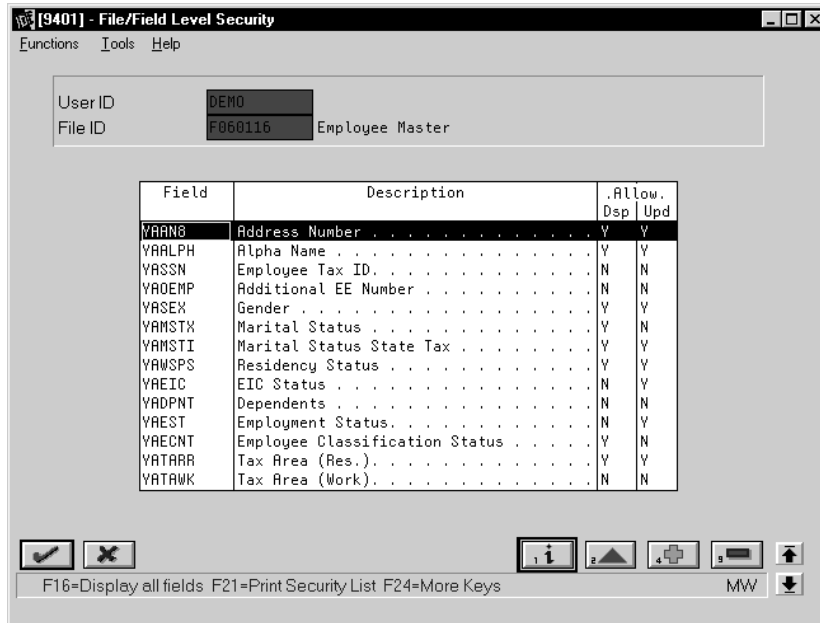 [9401] - File/Field Level Security
Functions Tools Help
User ID DEMO
File ID F060116 Employee Master
Field Description .Allow.
Dsp Upd
YAAN8 Address Number . . . . . . . . . . . . . . Y Y
YAALPH Alpha Name . . . . . . . . . . . . . . . . Y Y
YASSN Employee Tax ID. . . . . . . . . . . . . . N N
YAOEMP Additional EE Number . . . . . . . . . . . N N
YASEX Gender . . . . . . . . . . . . . . . . . . Y Y
YAMSTX Marital Status . . . . . . . . . . . . . . Y N
YAMSTI Marital Status State Tax . . . . . . . . . Y Y
YAWSPS Residency Status . . . . . . . . . . . . . Y Y
YAEIC EIC Status . . . . . . . . . . . . . . . . N Y
YADPNT Dependents . . . . . . . . . . . . . . . . N N
YAEST Employment Status. . . . . . . . . . . . . N Y
YAECNT Employee Classification Status . . . . . . Y N
YATARR Tax Area (Res.). . . . . . . . . . . . . . Y Y
YATAWK Tax Area (Work). . . . . . . . . . . . . . N N
1 i 2 4 9
F16=Display all fields F21=Print Security List F24=More Keys MW